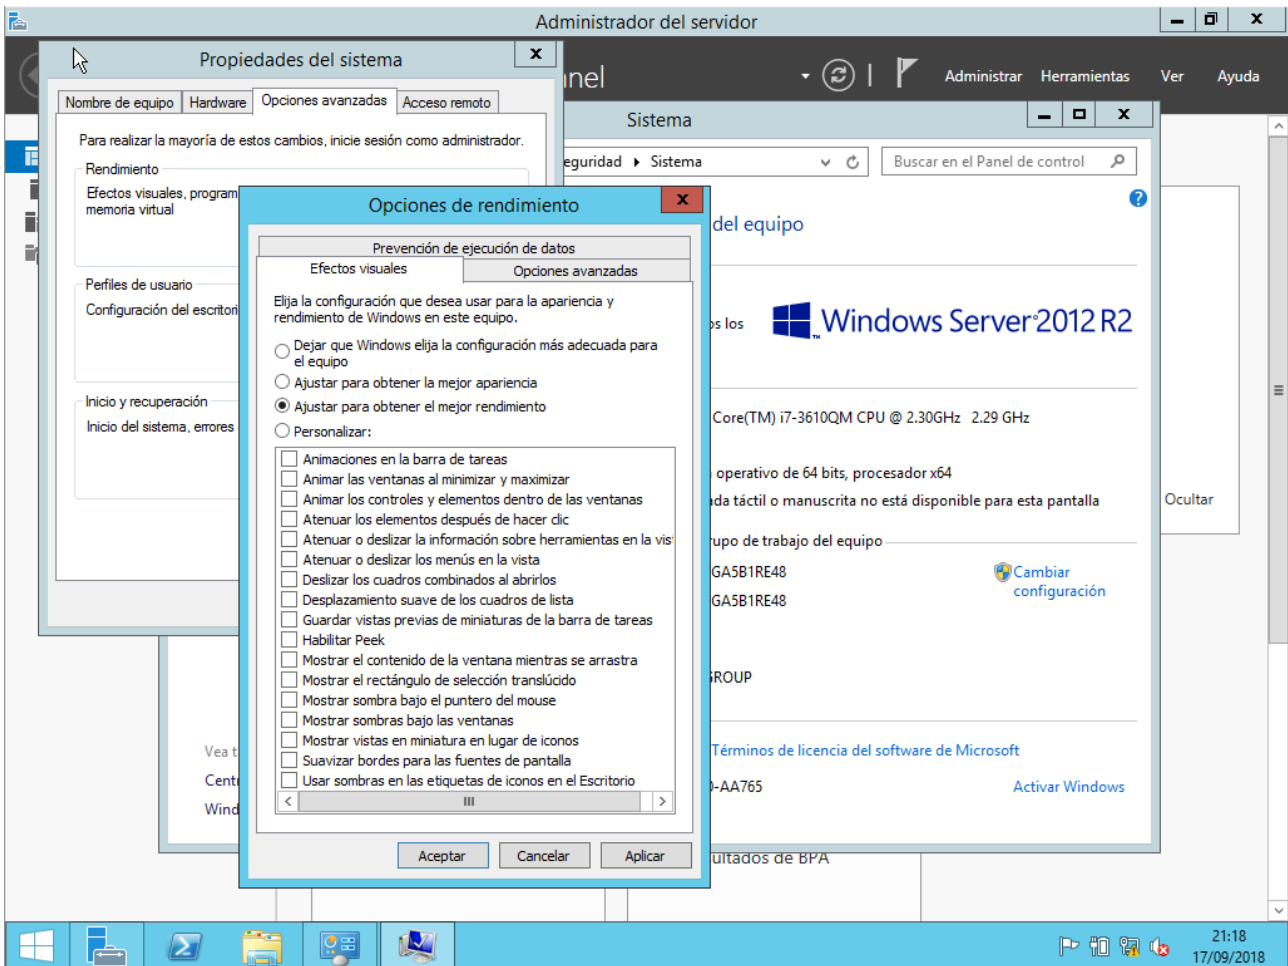 Administrador del servidor
Propiedades del sistema
nel
Administrar Herramientas Ver Ayuda
Nombre de equipo Hardware Opciones avanzadas Acceso remoto
Sistema
Para realizar la mayoría de estos cambios, inicie sesión como administrador.
eguridad Sistema
Buscar en el Panel de control
Rendimiento
Efectos visuales, program
memoria virtual
Opciones de rendimiento
del equipo
Prevención de ejecución de datos
Efectos visuales Opciones avanzadas
Perfiles de usuario
Configuración del escritori
Elija la configuración que desea usar para la apariencia y
rendimiento de Windows en este equipo.
os los
Windows Server 2012 R2
Dejar que Windows elija la configuración más adecuada para
el equipo
Ajustar para obtener la mejor apariencia
Ajustar para obtener el mejor rendimiento
Personalizar:
Inicio y recuperación
Inicio del sistema, errores
Core(TM) i7-3610QM CPU @ 2.30GHz 2.29 GHz
Animaciones en la barra de tareas
Animar las ventanas al minimizar y maximizar
Animar los controles y elementos dentro de las ventanas
Atenuar los elementos después de hacer clic
Atenuar o deslizar la información sobre herramientas en la vis
Atenuar o deslizar los menús en la vista
Deslizar los cuadros combinados al abrirlos
Desplazamiento suave de los cuadros de lista
Guardar vistas previas de miniaturas de la barra de tareas
Habilitar Peek
Mostrar el contenido de la ventana mientras se arrastra
Mostrar el rectángulo de selección translúcido
Mostrar sombra bajo el puntero del mouse
Mostrar sombras bajo las ventanas
Mostrar vistas en miniatura en lugar de iconos
Suavizar bordes para las fuentes de pantalla
Usar sombras en las etiquetas de iconos en el Escritorio
operativo de 64 bits, procesador x64
da táctil o manuscrita no está disponible para esta pantalla
Ocultar
rupo de trabajo del equipo
GA5B1RE48
Cambiar
configuración
GA5B1RE48
ROUP
Vea t
Centr
Wind
Términos de licencia del software de Microsoft
-AA765
Activar Windows
Aceptar Cancelar Aplicar
ultados de BPA
21:18
17/09/2018